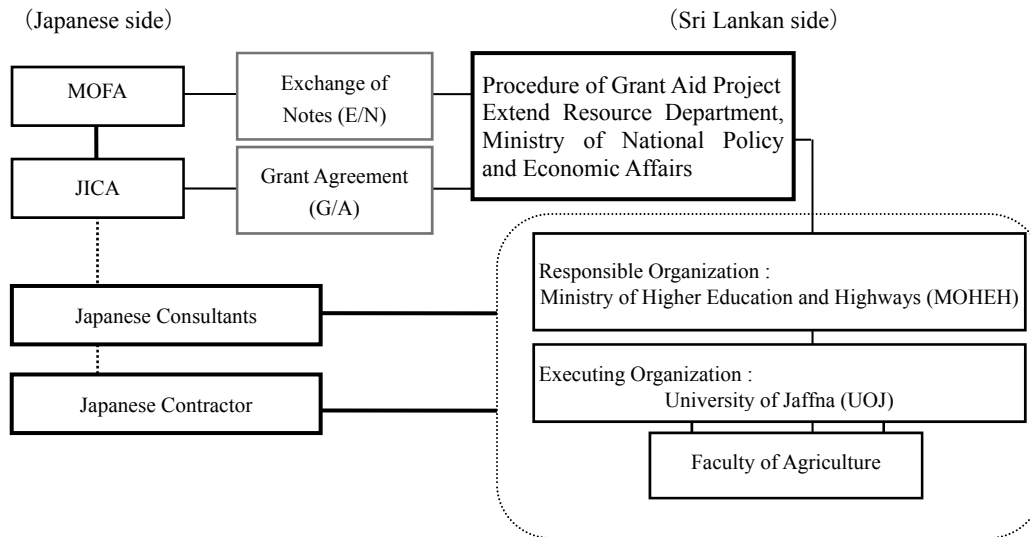 （Japanese side）
（Sri Lankan side）
MOFA
Exchange of
Notes (E/N)
Procedure of Grant Aid Project
Extend Resource Department,
Ministry of National Policy
and Economic Affairs
JICA
Grant Agreement
(G/A)
Responsible Organization :
Ministry of Higher Education and Highways (MOHEH)
Japanese Consultants
Executing Organization :
University of Jaffna (UOJ)
Japanese Contractor
Faculty of Agriculture